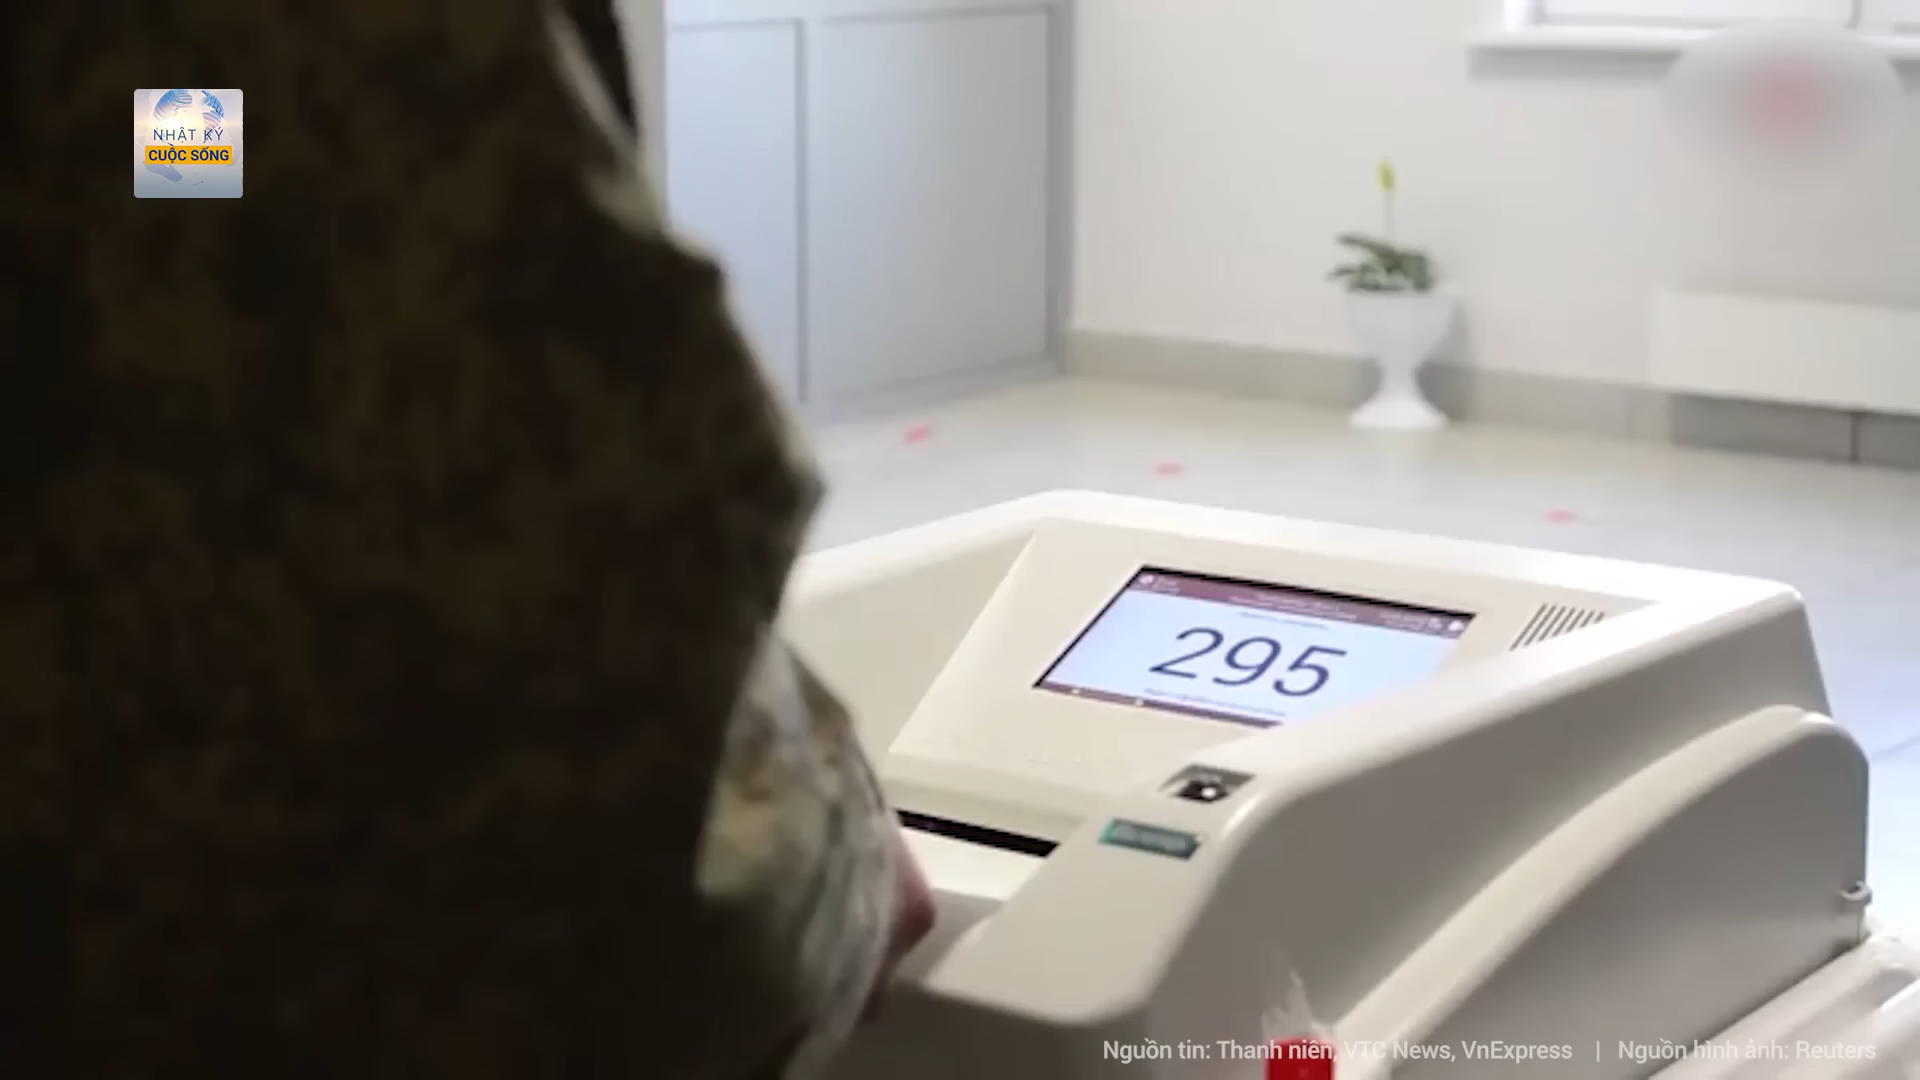 NHẬT KÝ
CUỘC SỐNG
295
Nguồn tin: Thanh niên, VTC News, VnExpress | Nguồn hình ảnh: Reuters